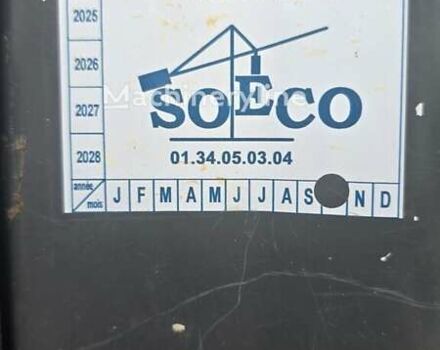 2025
2026
2027
2028
MachineryLine
SOECO
01.34.05.03.04
année mois J F M A M J J A S N D